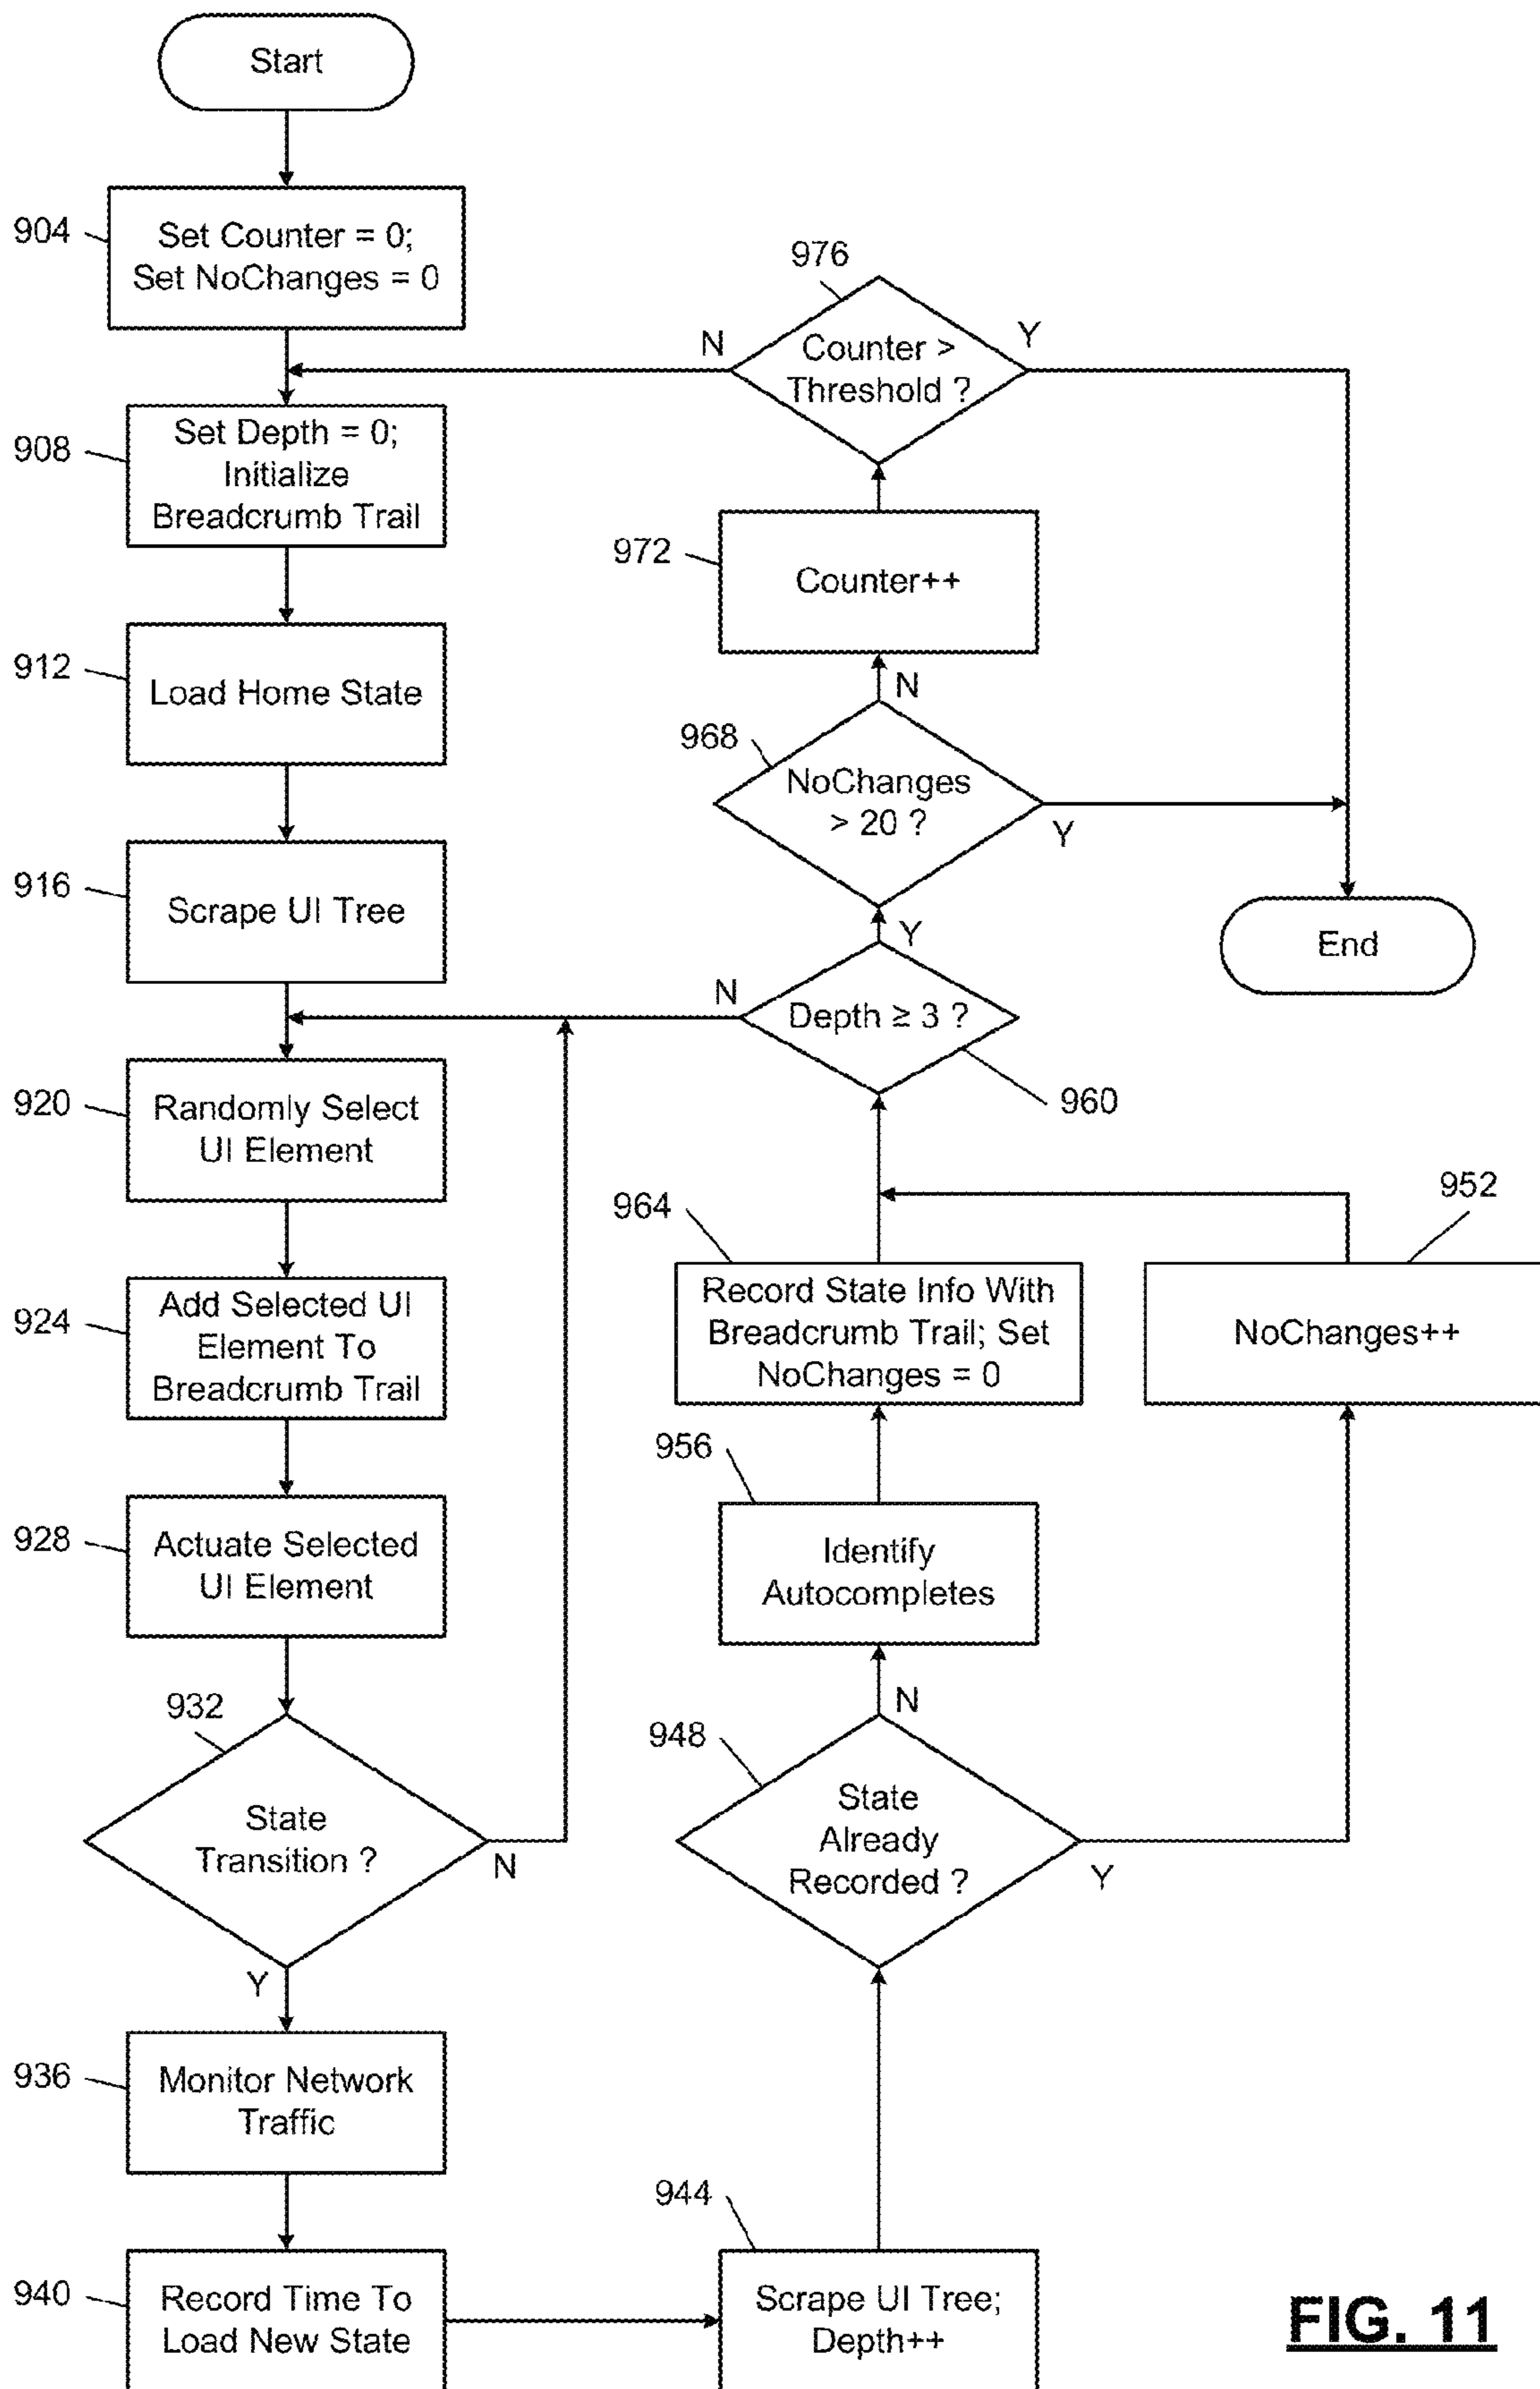 Start
904
Set Counter = 0;
Set NoChanges = 0
908
Set Depth = 0;
Initialize
Breadcrumb Trail
912
Load Home State
916
Scrape UI Tree
920
Randomly Select
UI Element
924
Add Selected UI
Element To
Breadcrumb Trail
928
Actuate Selected
UI Element
932
State
Transition ?
N
Y
936
Monitor Network
Traffic
940
Record Time To
Load New State
944
Scrape UI Tree;
Depth++
948
State
Already
Recorded ?
N
Y
952
NoChanges++
956
Identify
Autocompletes
964
Record State Info With
Breadcrumb Trail; Set
NoChanges = 0
960
Depth ≥ 3 ?
N
Y
968
NoChanges
> 20 ?
N
Y
972
Counter++
976
Counter >
Threshold ?
N
Y
End
FIG. 11